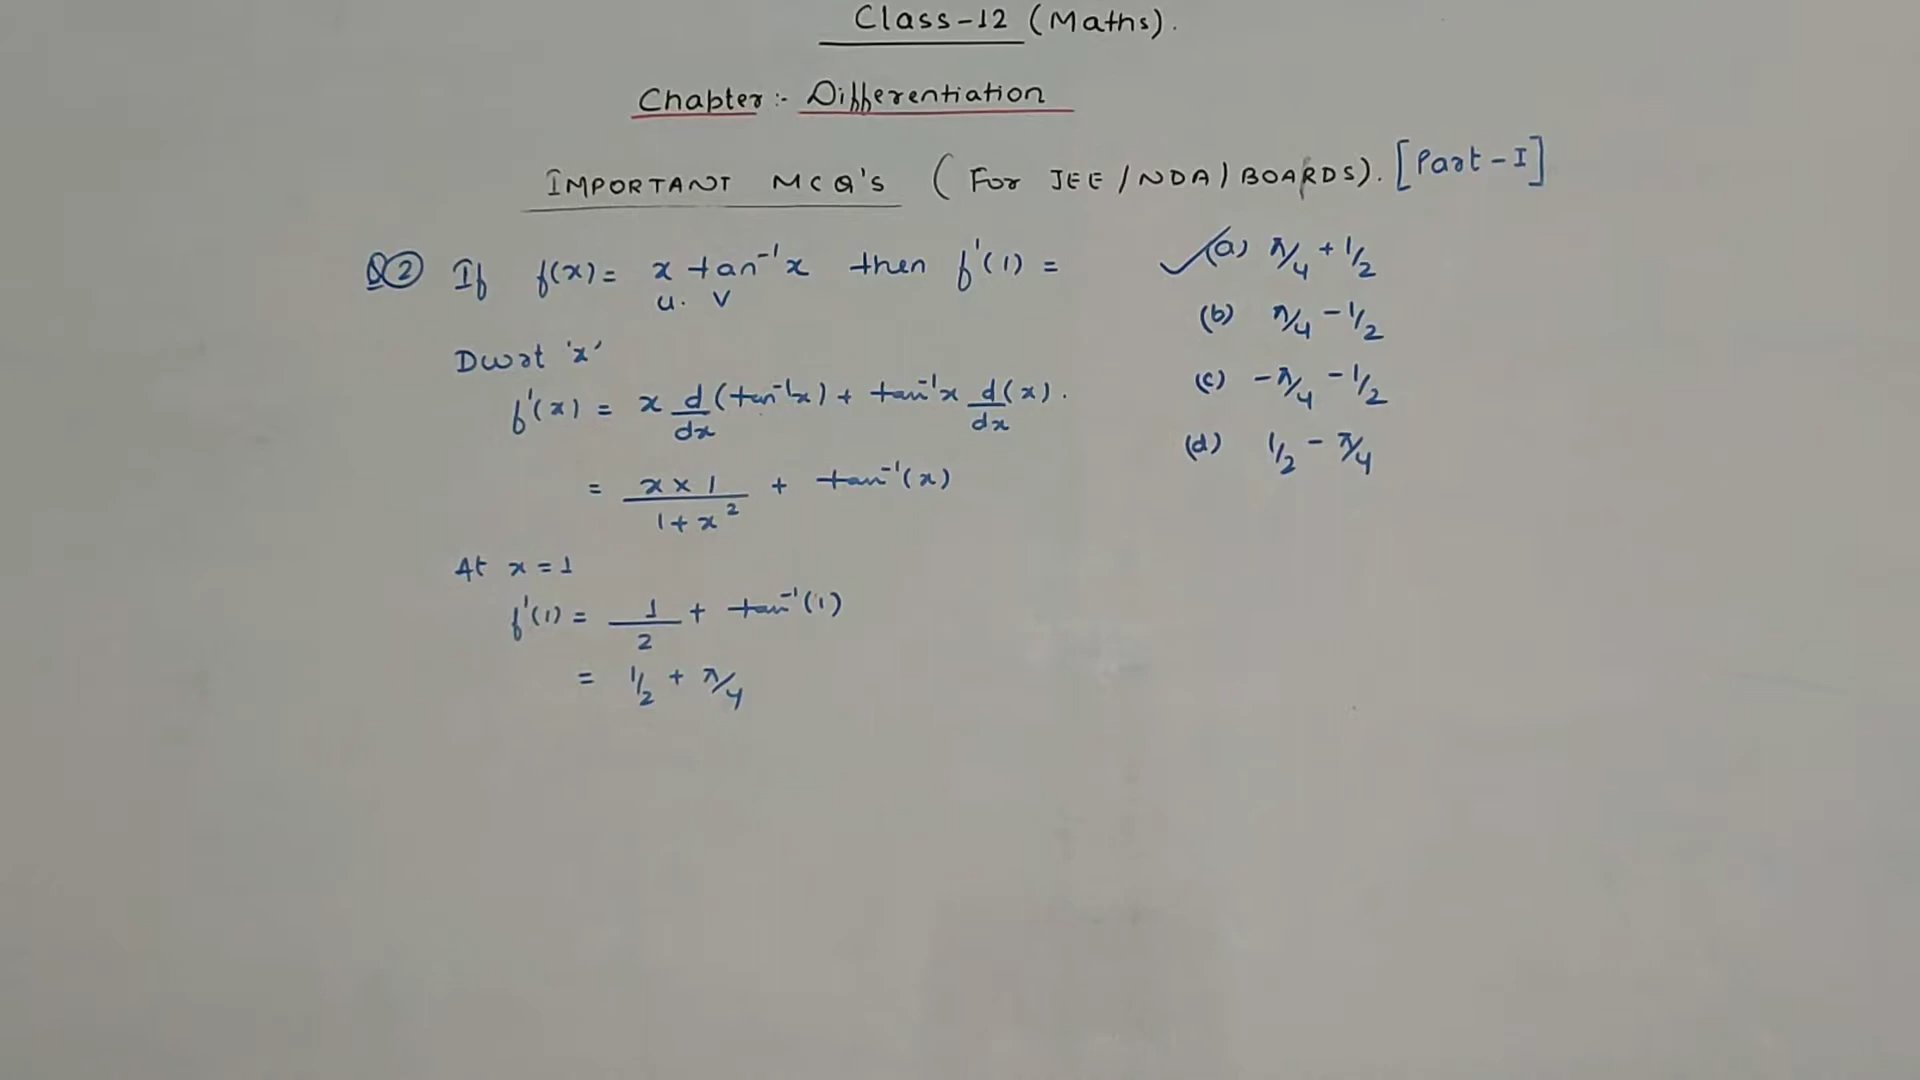 Class-12 (Maths).
Chapter:- Differentiation
IMPORTANT MCQ'S (For JEE/NDA/BOARDS). [Part-I]
Q② If f(x)= x tan⁻¹x then f'(1) =
u. v
(a) π/4 + 1/2
(b) π/4 - 1/2
(c) -π/4 - 1/2
(d) 1/2 - π/4
Dwrt 'x'
f'(x) = x d/dx (tan⁻¹x) + tan⁻¹x d/dx (x).
= x×1/1+x² + tan⁻¹(x)
At x=1
f'(1) = 1/2 + tan⁻¹(1)
= 1/2 + π/4